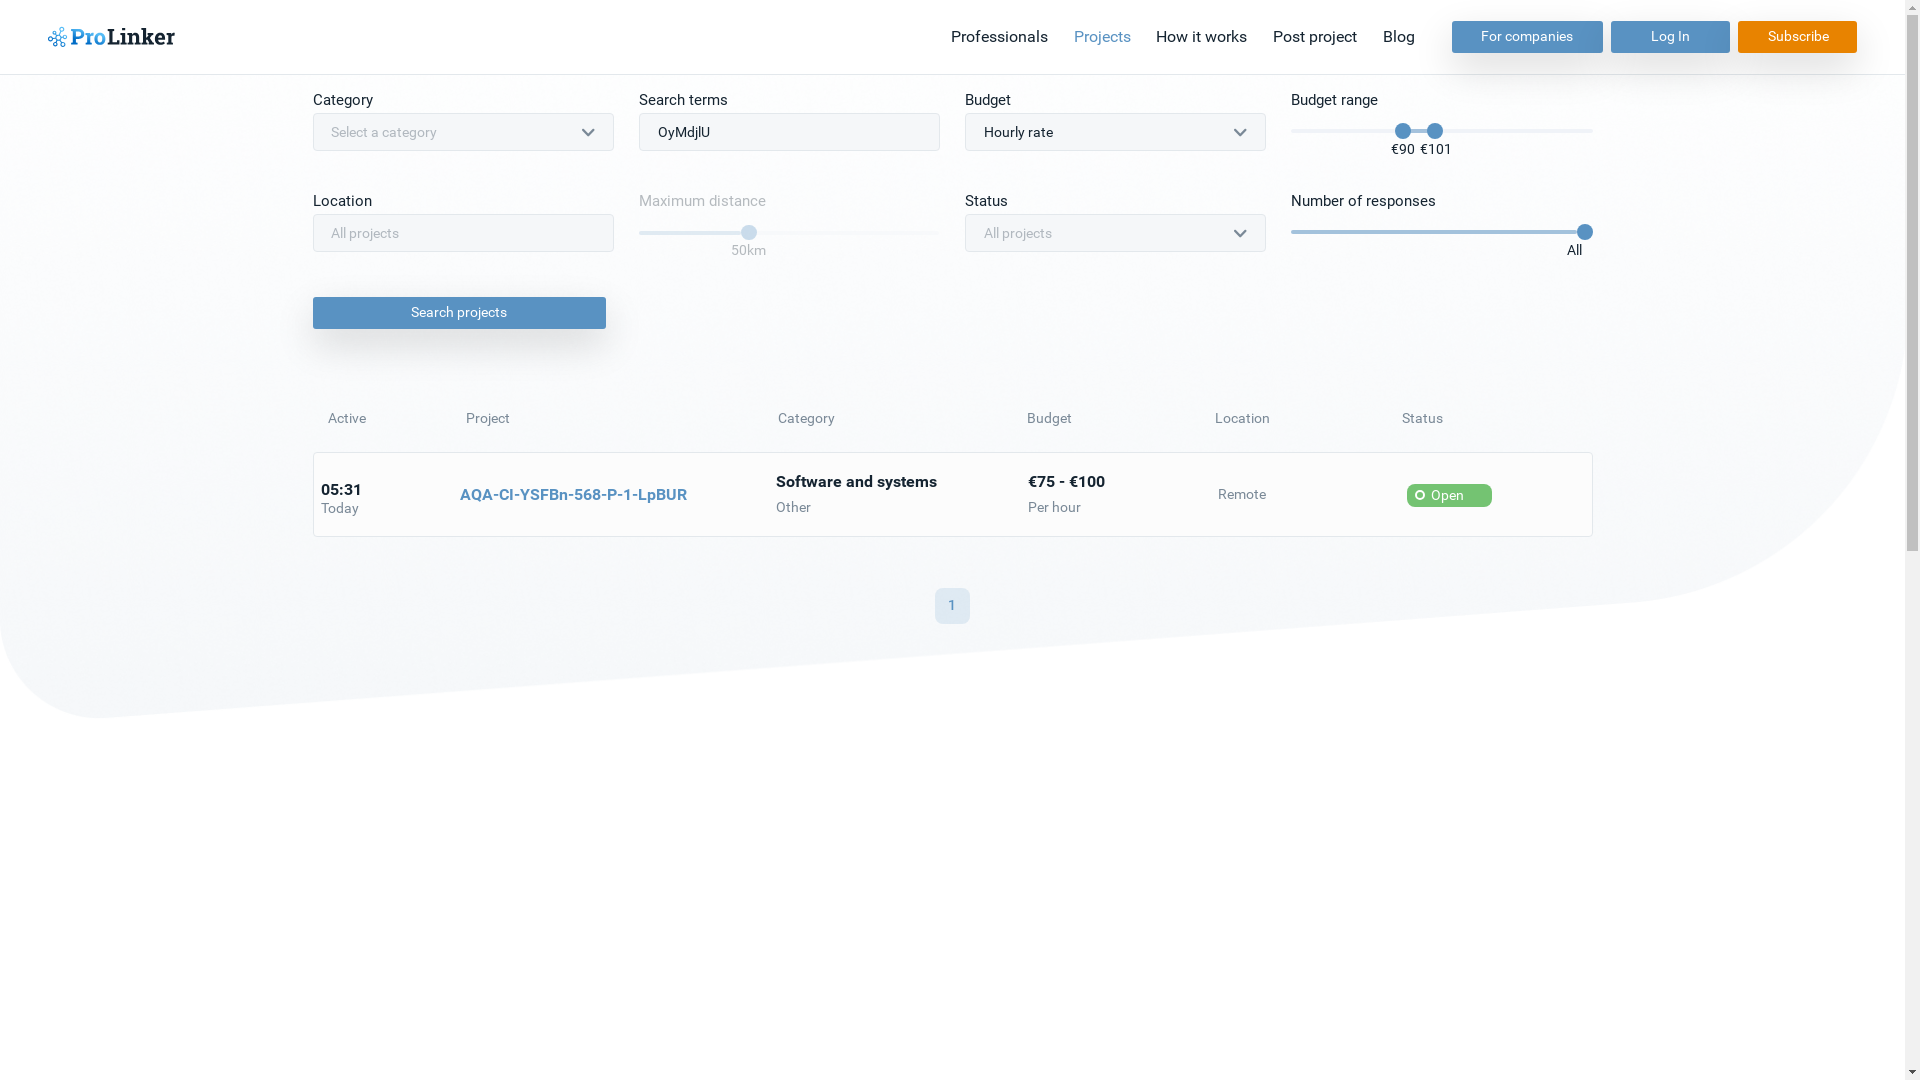 ProLinker
Professionals
Projects
How it works
Post project
Blog
For companies
Log In
Subscribe
Category
Select a category
Search terms
OyMdjlU
Budget
Hourly rate
Budget range
€90 €101
Location
All projects
Maximum distance
50km
Status
All projects
Number of responses
All
Search projects
Active Project Category Budget Location Status
05:31
Today
AQA-CI-YSFBn-568-P-1-LpBUR
Software and systems
Other
€75 - €100
Per hour
Remote
Open
1